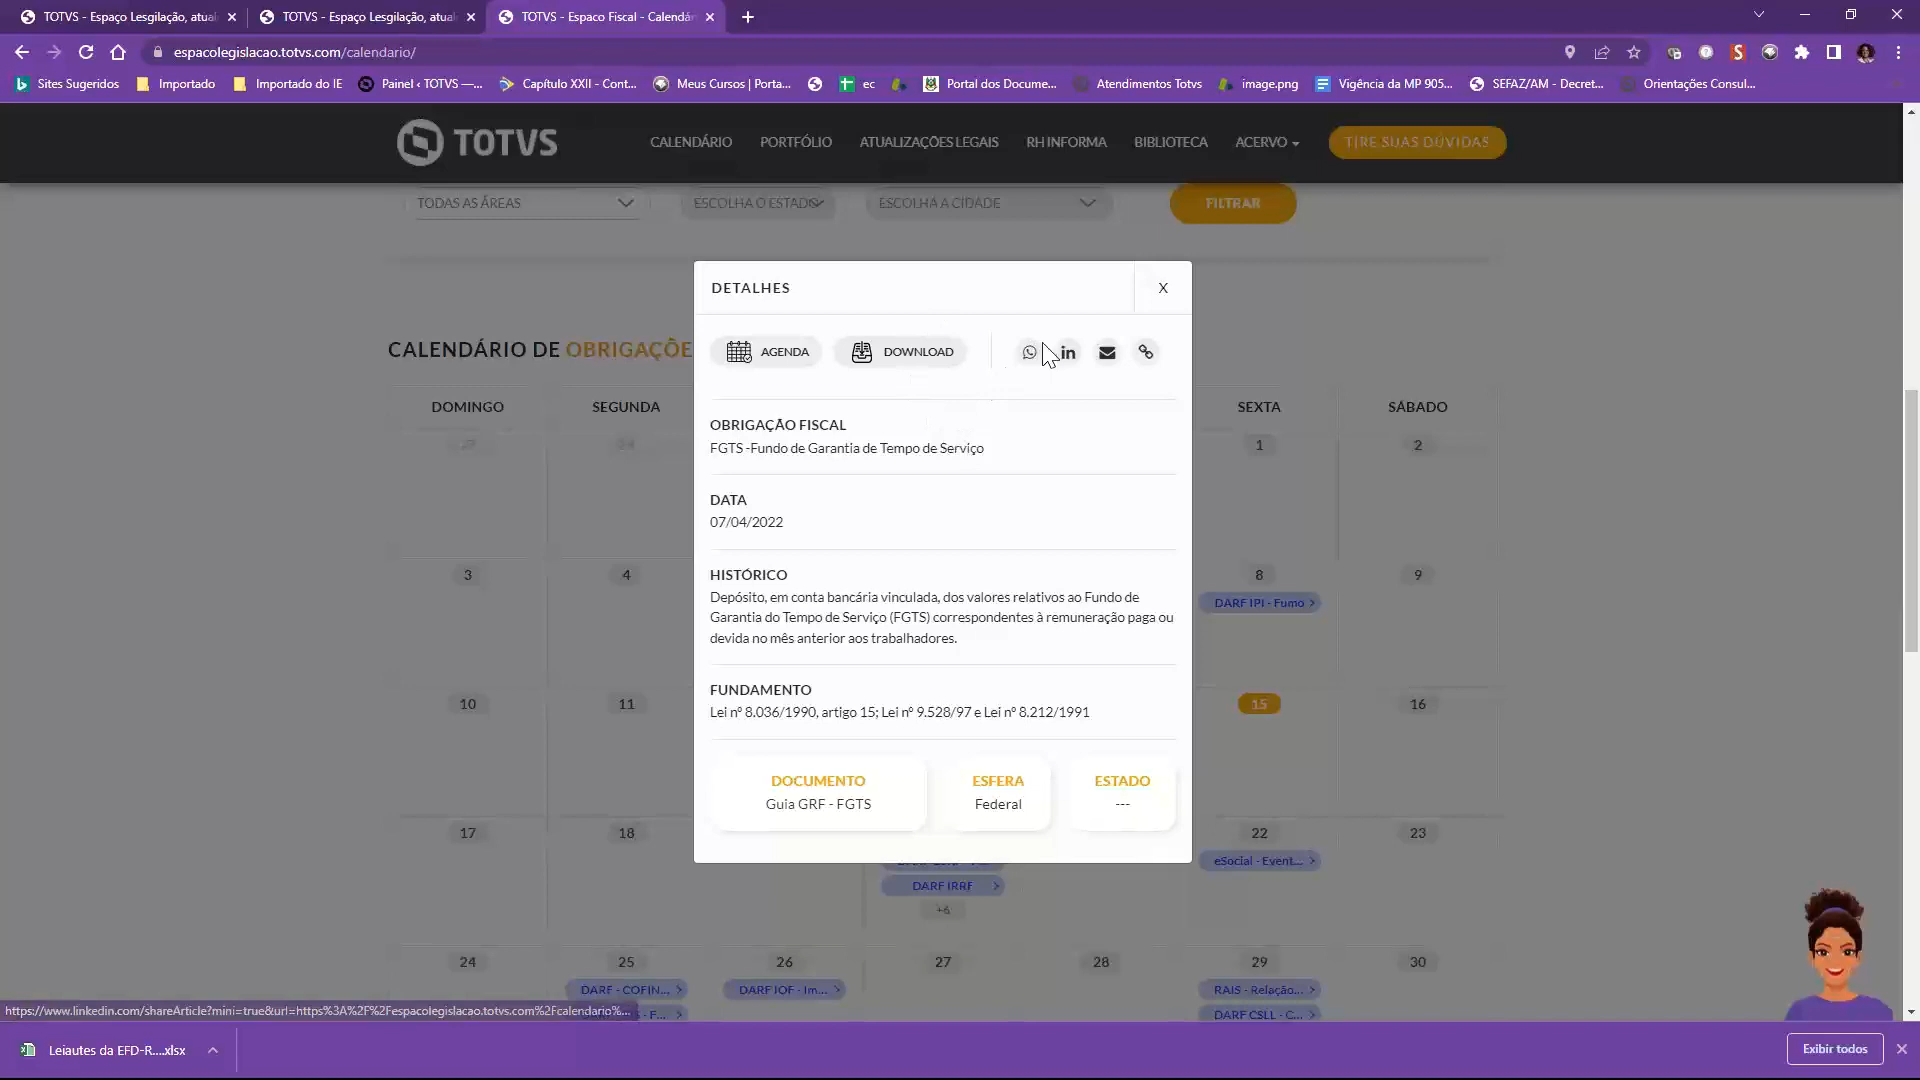 TOTVS - Espaço Lesgilação, atual
TOTVS - Espaço Lesgilação, atual
TOTVS - Espaco Fiscal - Calendár
espacolegislacao.totvs.com/calendario/
Sites Sugeridos
Importado
Importado do IE
Painel ‹ TOTVS —...
Capítulo XXII - Cont...
Meus Cursos | Porta...
ec
Portal dos Docume...
Atendimentos Totvs
image.png
Vigência da MP 905...
SEFAZ/AM - Decret...
Orientações Consul...
TOTVS
CALENDÁRIO
PORTFÓLIO
ATUALIZAÇÕES LEGAIS
RH INFORMA
BIBLIOTECA
ACERVO
TIRE SUAS DÚVIDAS
TODAS AS ÁREAS
ESCOLHA O ESTADO
ESCOLHA A CIDADE
FILTRAR
CALENDÁRIO DE OBRIGAÇÕE
DETALHES
X
AGENDA
DOWNLOAD
OBRIGAÇÃO FISCAL
FGTS -Fundo de Garantia de Tempo de Serviço
DATA
07/04/2022
HISTÓRICO
Depósito, em conta bancária vinculada, dos valores relativos ao Fundo de
Garantia do Tempo de Serviço (FGTS) correspondentes à remuneração paga ou
devida no mês anterior aos trabalhadores.
FUNDAMENTO
Lei nº 8.036/1990, artigo 15; Lei nº 9.528/97 e Lei nº 8.212/1991
DOCUMENTO
Guia GRF - FGTS
ESFERA
Federal
ESTADO
---
DOMINGO
SEGUNDA
SEXTA
SÁBADO
1
2
3
4
8
9
DARF IPI - Fumo
10
11
15
16
17
18
22
23
eSocial - Event...
DARF IRRF
+6
24
25
26
27
28
29
30
DARF - COFIN...
DARF IOF - Im...
RAIS - Relação...
DARF CSLL - C...
https://www.linkedin.com/shareArticle?mini=true&url=https%3A%2F%2Fespacolegislacao.totvs.com%2Fcalendario%...
Leiautes da EFD-R....xlsx
Exibir todos